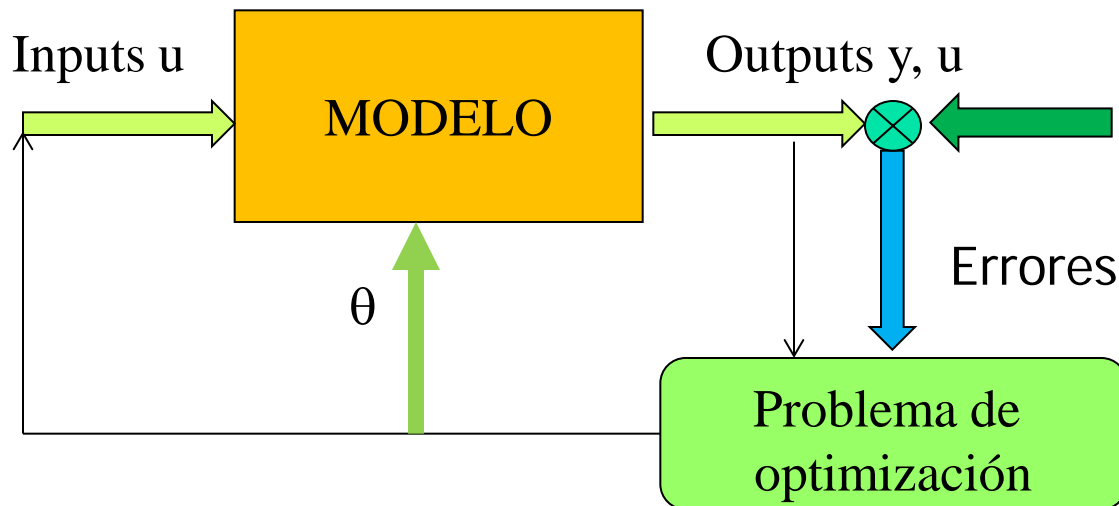 Inputs u
MODELO
Outputs y, u
Errores
θ
Problema de
optimización